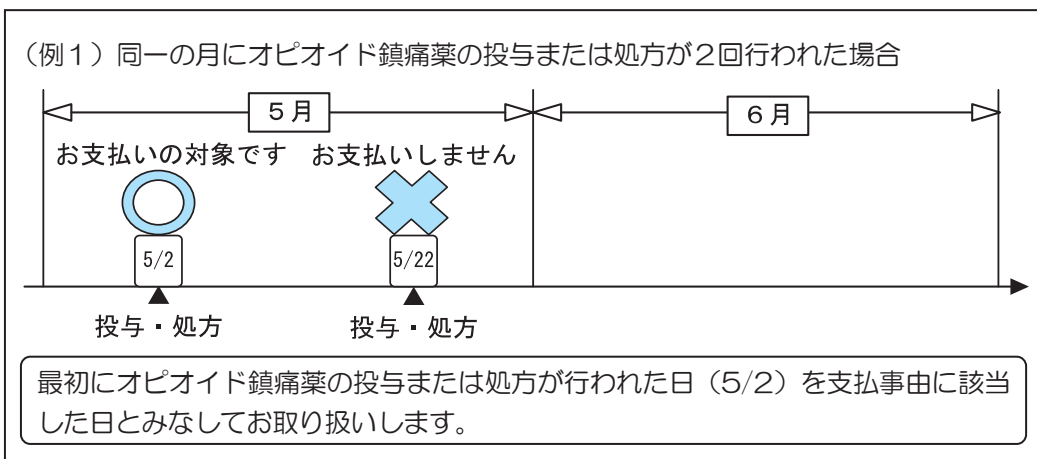 （例１）同一の月にオピオイド鎮痛薬の投与または処方が２回行われた場合
５月
６月
お支払いの対象です
お支払いしません
5/2
5/22
投与・処方
投与・処方
最初にオピオイド鎮痛薬の投与または処方が行われた日（5/2）を支払事由に該当
した日とみなしてお取り扱いします。